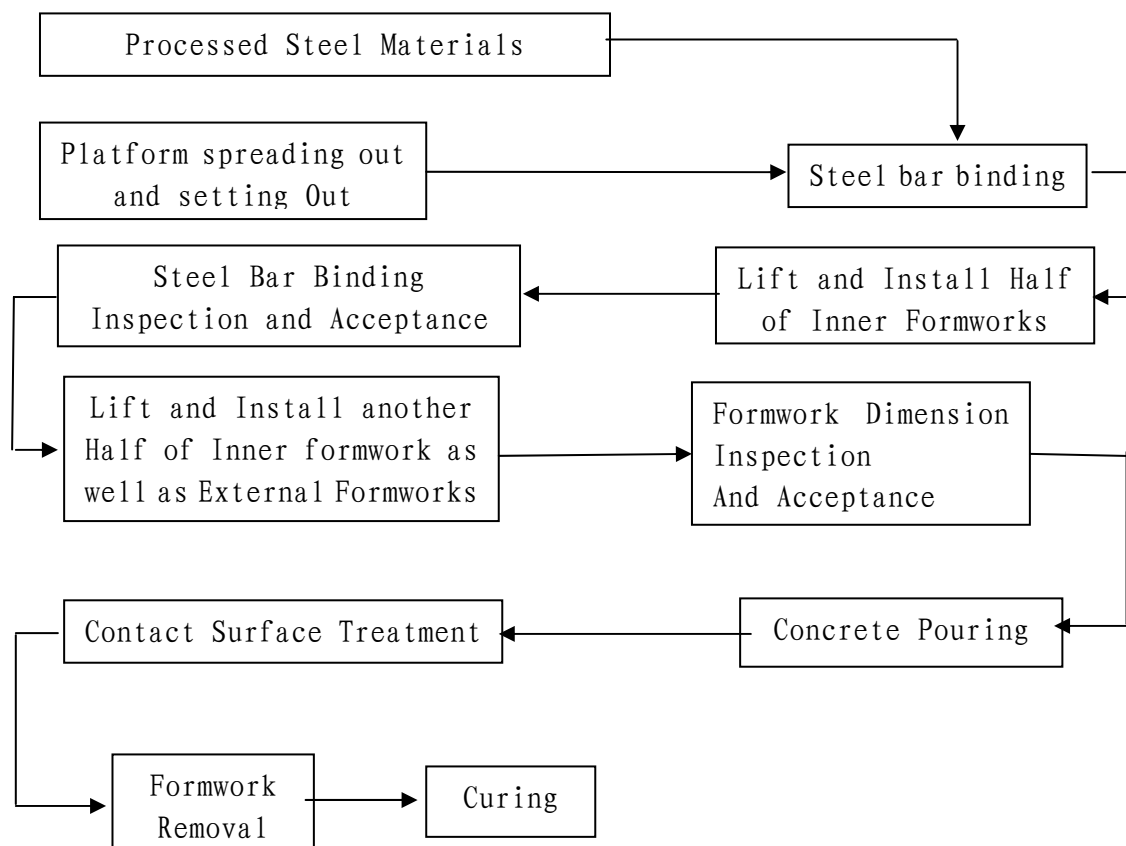 Processed Steel Materials
Platform spreading out
and setting Out
Steel bar binding
Steel Bar Binding
Inspection and Acceptance
Lift and Install Half
of Inner Formworks
Lift and Install another
Half of Inner formwork as
well as External Formworks
Formwork Dimension
Inspection
And Acceptance
Contact Surface Treatment
Concrete Pouring
Formwork
Removal
Curing